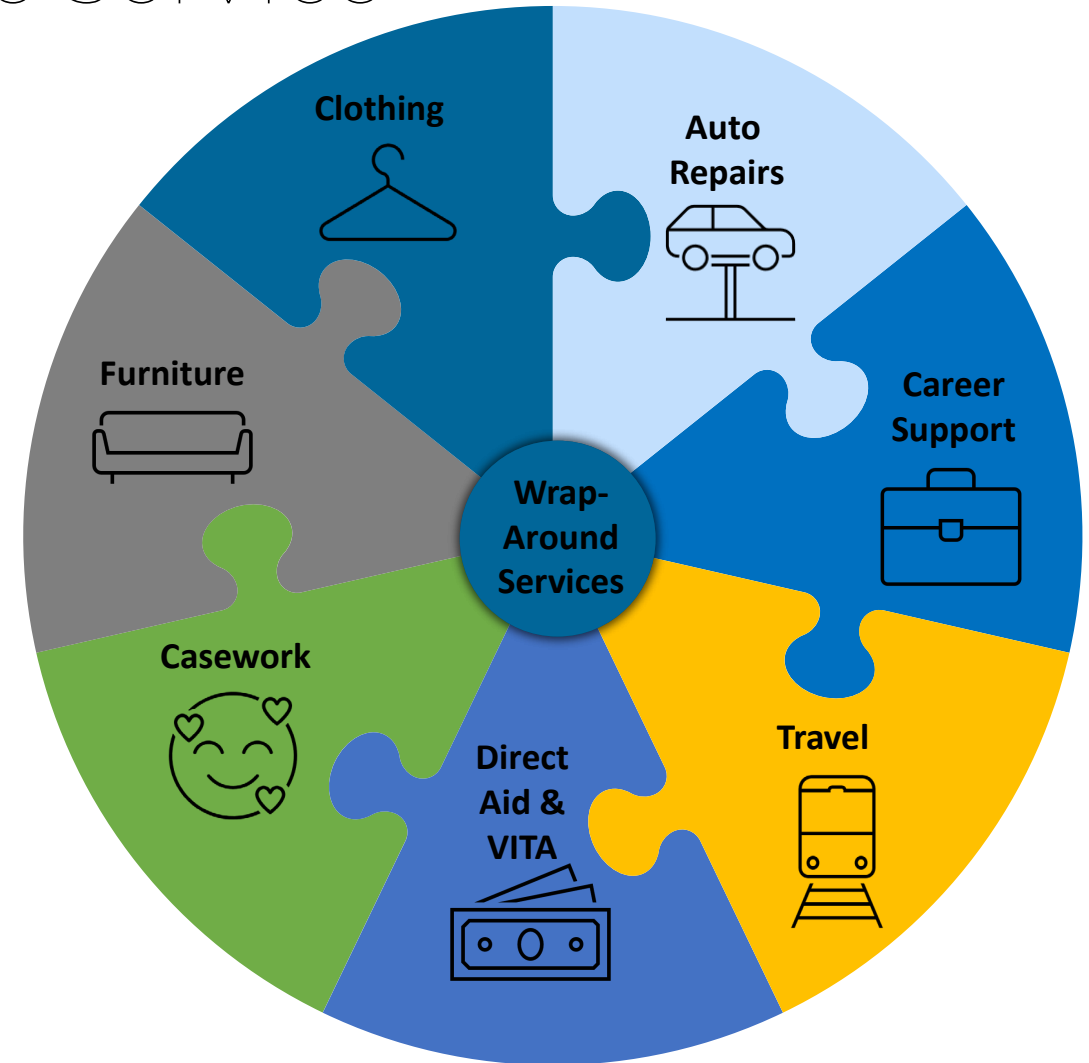 Clothing
Auto
Repairs
Career
Support
Furniture
Wrap-
Around
Services
Casework
Travel
Direct
Aid &
VITA